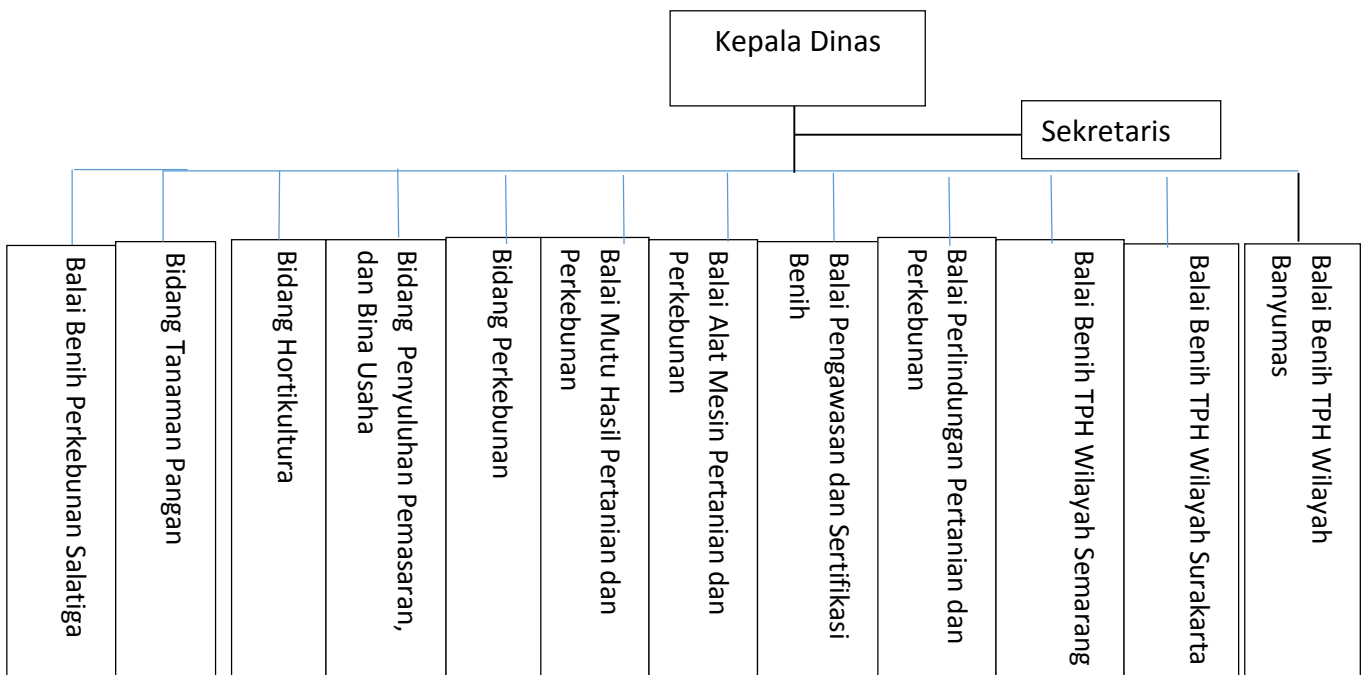 Kepala Dinas
Sekretaris
Balai Benih Perkebunan Salatiga
Bidang Tanaman Pangan
Bidang Hortikultura
Bidang Penyuluhan Pemasaran,
dan Bina Usaha
Bidang Perkebunan
Balai Mutu Hasil Pertanian dan
Perkebunan
Balai Alat Mesin Pertanian dan
Perkebunan
Balai Pengawasan dan Sertifikasi
Benih
Balai Perlindungan Pertanian dan
Perkebunan
Balai Benih TPH Wilayah Semarang
Balai Benih TPH Wilayah Surakarta
Balai Benih TPH Wilayah
Banyumas